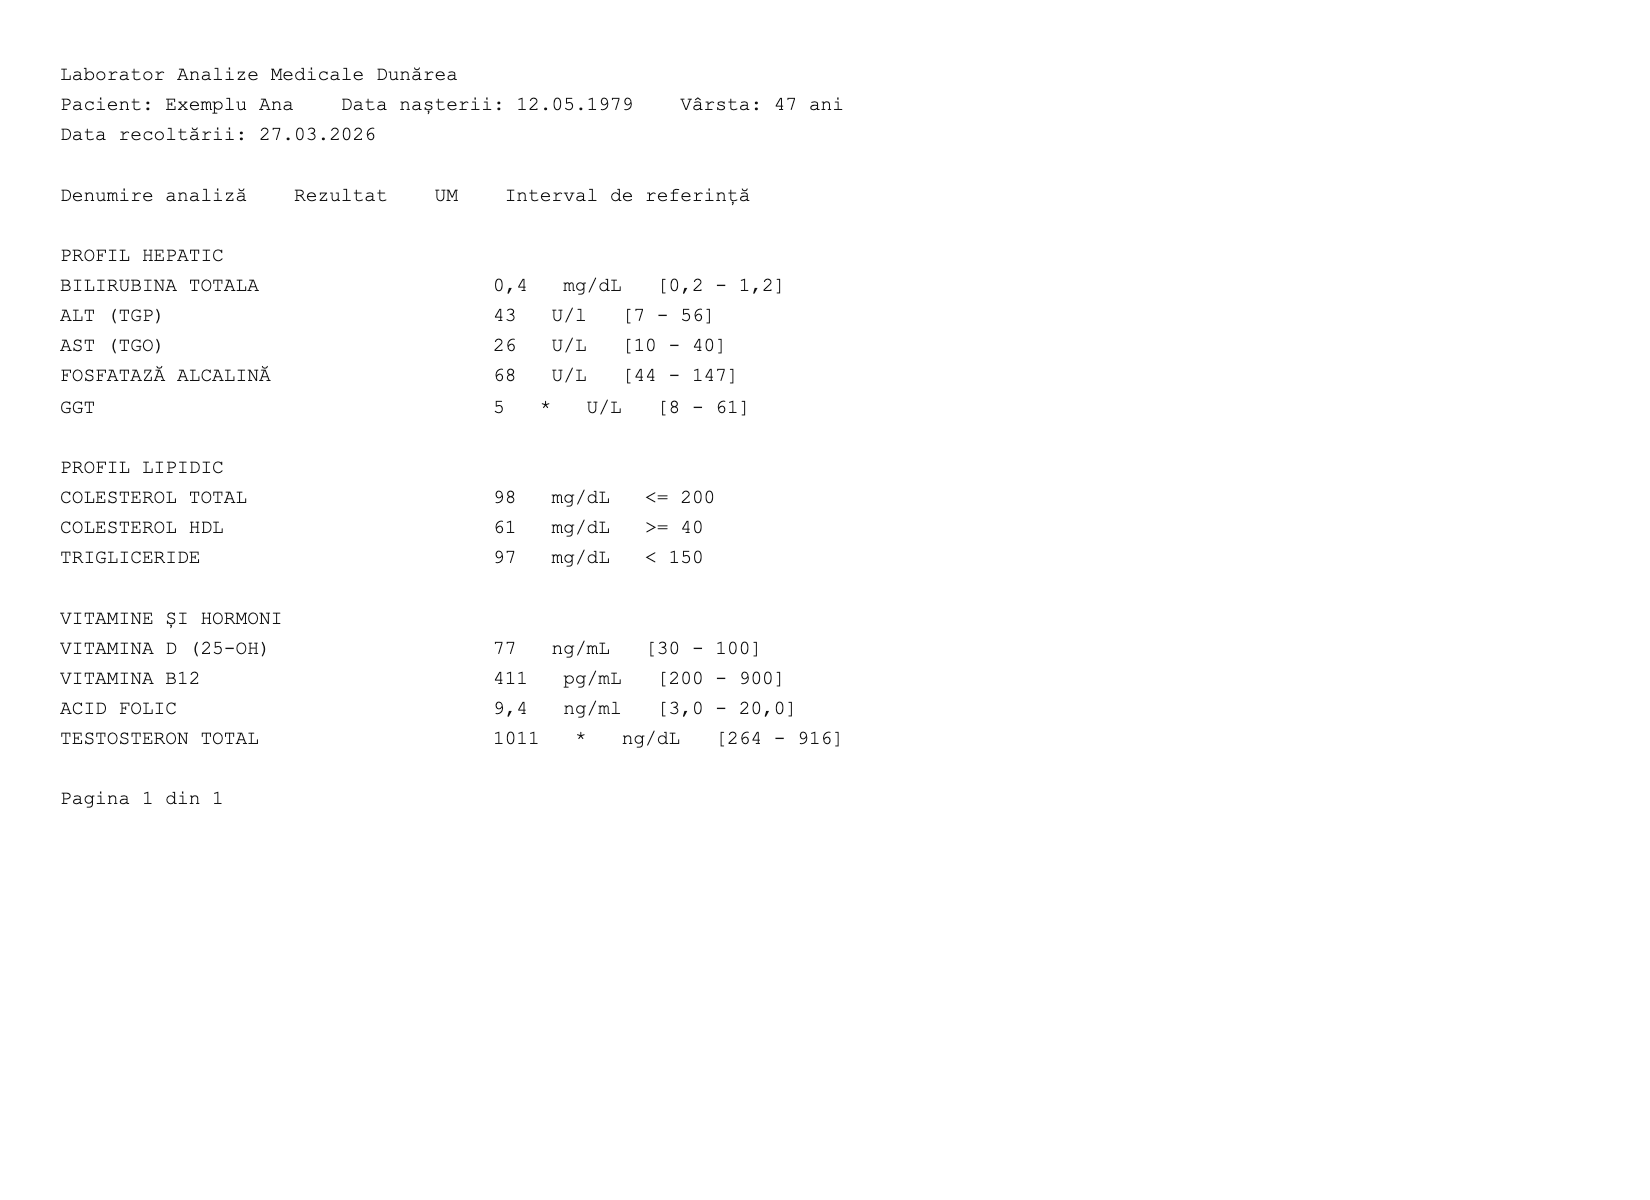 Laborator Analize Medicale Dunărea
Pacient: Exemplu Ana    Data nașterii: 12.05.1979    Vârsta: 47 ani
Data recoltării: 27.03.2026
Denumire analiză    Rezultat    UM    Interval de referință
PROFIL HEPATIC
BILIRUBINA TOTALA    0,4   mg/dL   [0,2 - 1,2]
ALT (TGP)    43   U/l   [7 - 56]
AST (TGO)    26   U/L   [10 - 40]
FOSFATAZĂ ALCALINĂ    68   U/L   [44 - 147]
GGT    5   *   U/L   [8 - 61]
PROFIL LIPIDIC
COLESTEROL TOTAL    98   mg/dL   <= 200
COLESTEROL HDL    61   mg/dL   >= 40
TRIGLICERIDE    97   mg/dL   < 150
VITAMINE ȘI HORMONI
VITAMINA D (25-OH)    77   ng/mL   [30 - 100]
VITAMINA B12    411   pg/mL   [200 - 900]
ACID FOLIC    9,4   ng/ml   [3,0 - 20,0]
TESTOSTERON TOTAL    1011   *   ng/dL   [264 - 916]
Pagina 1 din 1